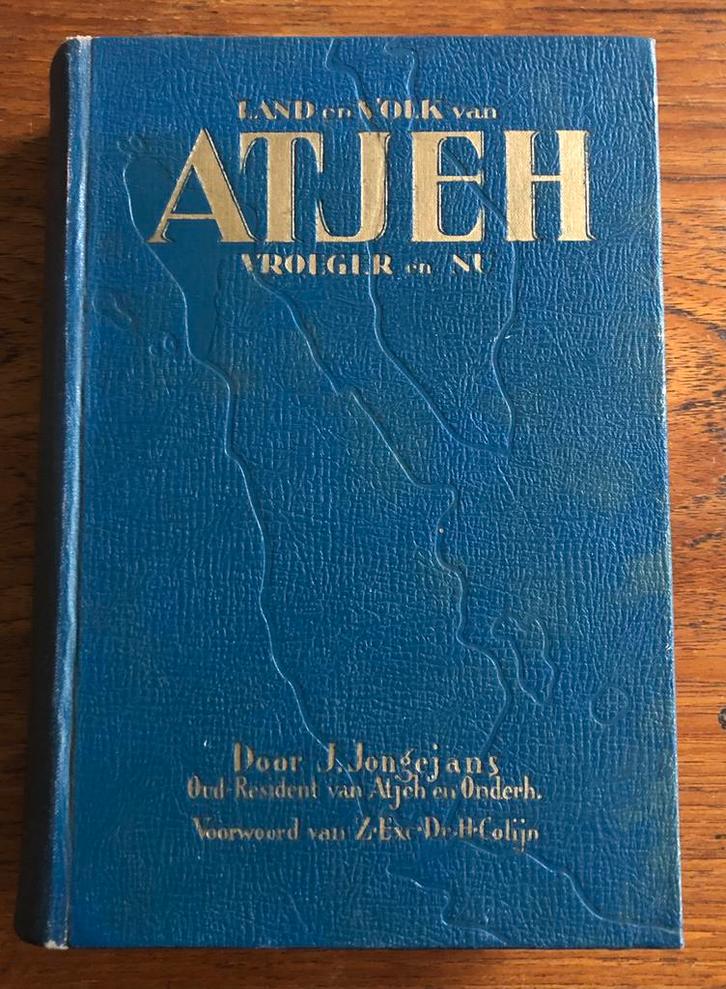 LAND en VOLK van
ATJEH
VROEGER en NU
Door J. Jongejans
Oud-Resident van Atjeh en Onderh.
Voorwoord van Z·Exc·Dr·H·Colijn